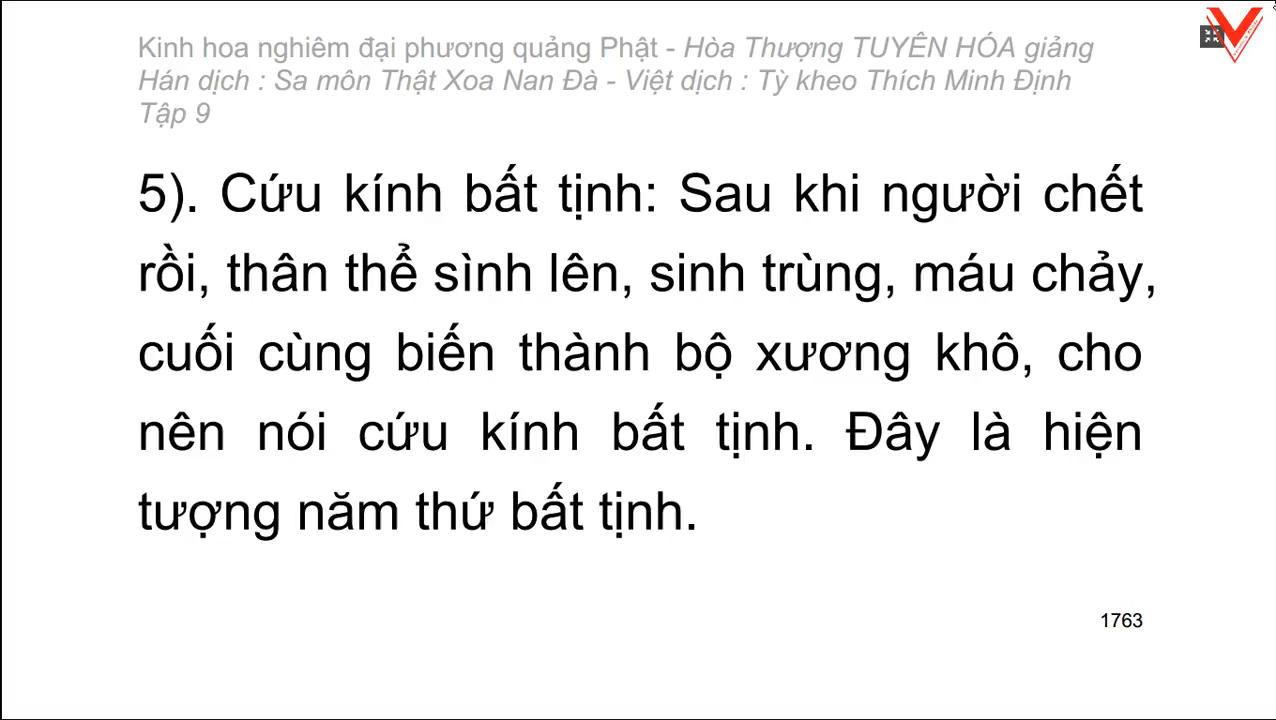 Kinh hoa nghiêm đại phương quảng Phật - Hòa Thượng TUYÊN HÓA giảng
Hán dịch : Sa môn Thật Xoa Nan Đà - Việt dịch : Tỳ kheo Thích Minh Định
Tập 9
5). Cứu kính bất tịnh: Sau khi người chết
rồi, thân thể sình lên, sinh trùng, máu chảy,
cuối cùng biến thành bộ xương khô, cho
nên nói cứu kính bất tịnh. Đây là hiện
tượng năm thứ bất tịnh.
1763